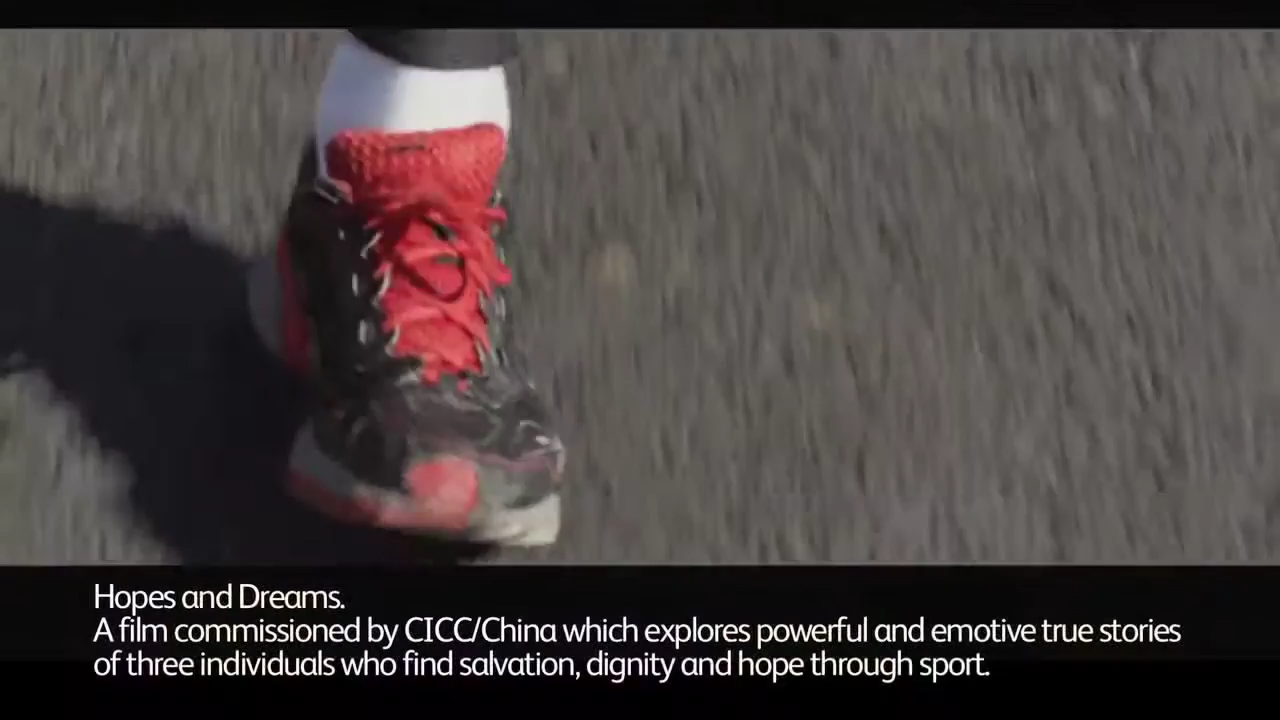 Hopes and Dreams.
A film commissioned by CICC/China which explores powerful and emotive true stories
of three individuals who find salvation, dignity and hope through sport.